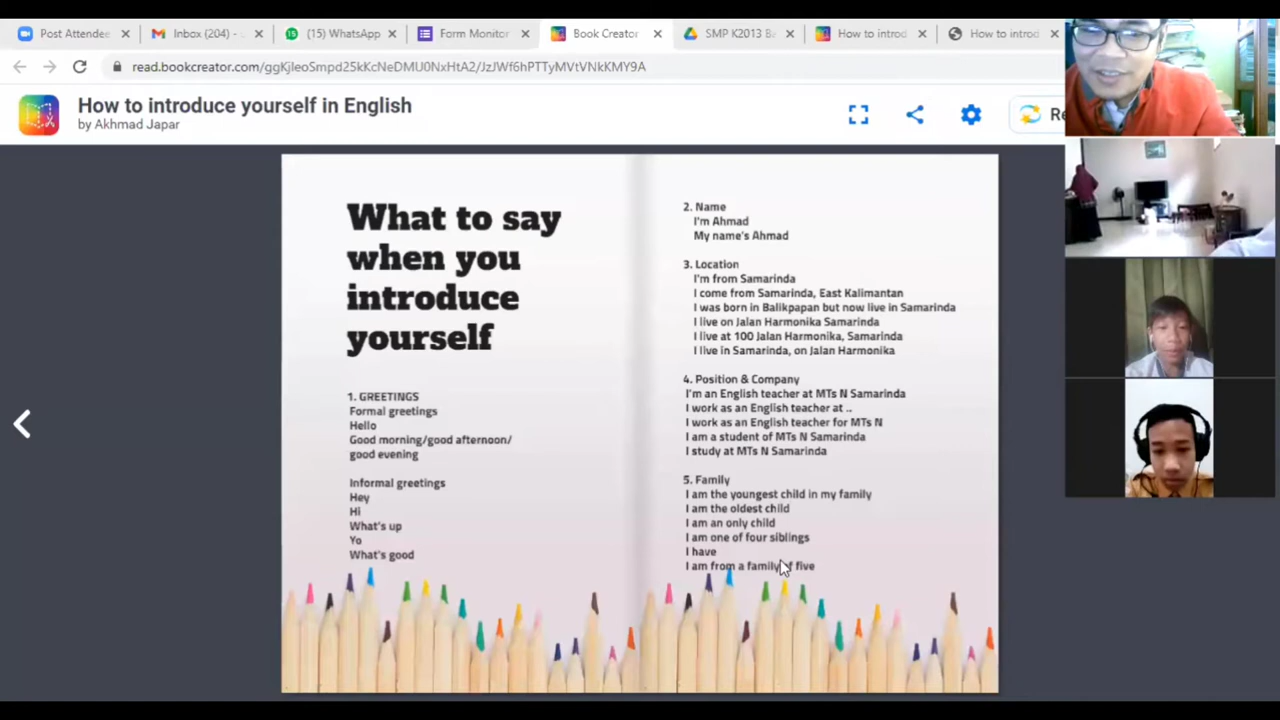 Post Attendee
Inbox (204) - .
(15) WhatsApp
Form Monitor
Book Creator
SMP K2013 Ba
How to introd
How to introd
read.bookcreator.com/ggKjleoSmpd25kKcNeDMU0NxHtA2/JzJWf6hPTTyMVtVNkKMY9A
How to introduce yourself in English
by Akhmad Japar
Re
What to say
when you
introduce
yourself
1. GREETINGS
Formal greetings
Hello
Good morning/good afternoon/
good evening
Informal greetings
Hey
Hi
What's up
Yo
What's good
2. Name
I'm Ahmad
My name's Ahmad
3. Location
I'm from Samarinda
I come from Samarinda, East Kalimantan
I was born in Balikpapan but now live in Samarinda
I live on Jalan Harmonika Samarinda
I live at 100 Jalan Harmonika, Samarinda
I live in Samarinda, on Jalan Harmonika
4. Position & Company
I'm an English teacher at MTs N Samarinda
I work as an English teacher at ..
I work as an English teacher for MTs N
I am a student of MTs N Samarinda
I study at MTs N Samarinda
5. Family
I am the youngest child in my family
I am the oldest child
I am an only child
I am one of four siblings
I have
I am from a family of five